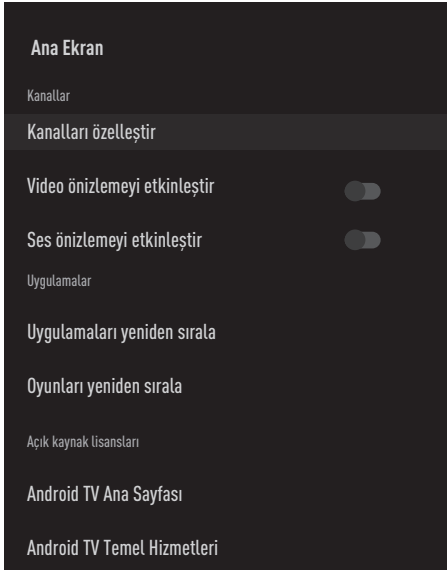 Ana Ekran
Kanallar
Kanalları özelleştir
Video önizlemeyi etkinleştir
Ses önizlemeyi etkinleştir
Uygulamalar
Uygulamaları yeniden sırala
Oyunları yeniden sırala
Açık kaynak lisansları
Android TV Ana Sayfası
Android TV Temel Hizmetleri